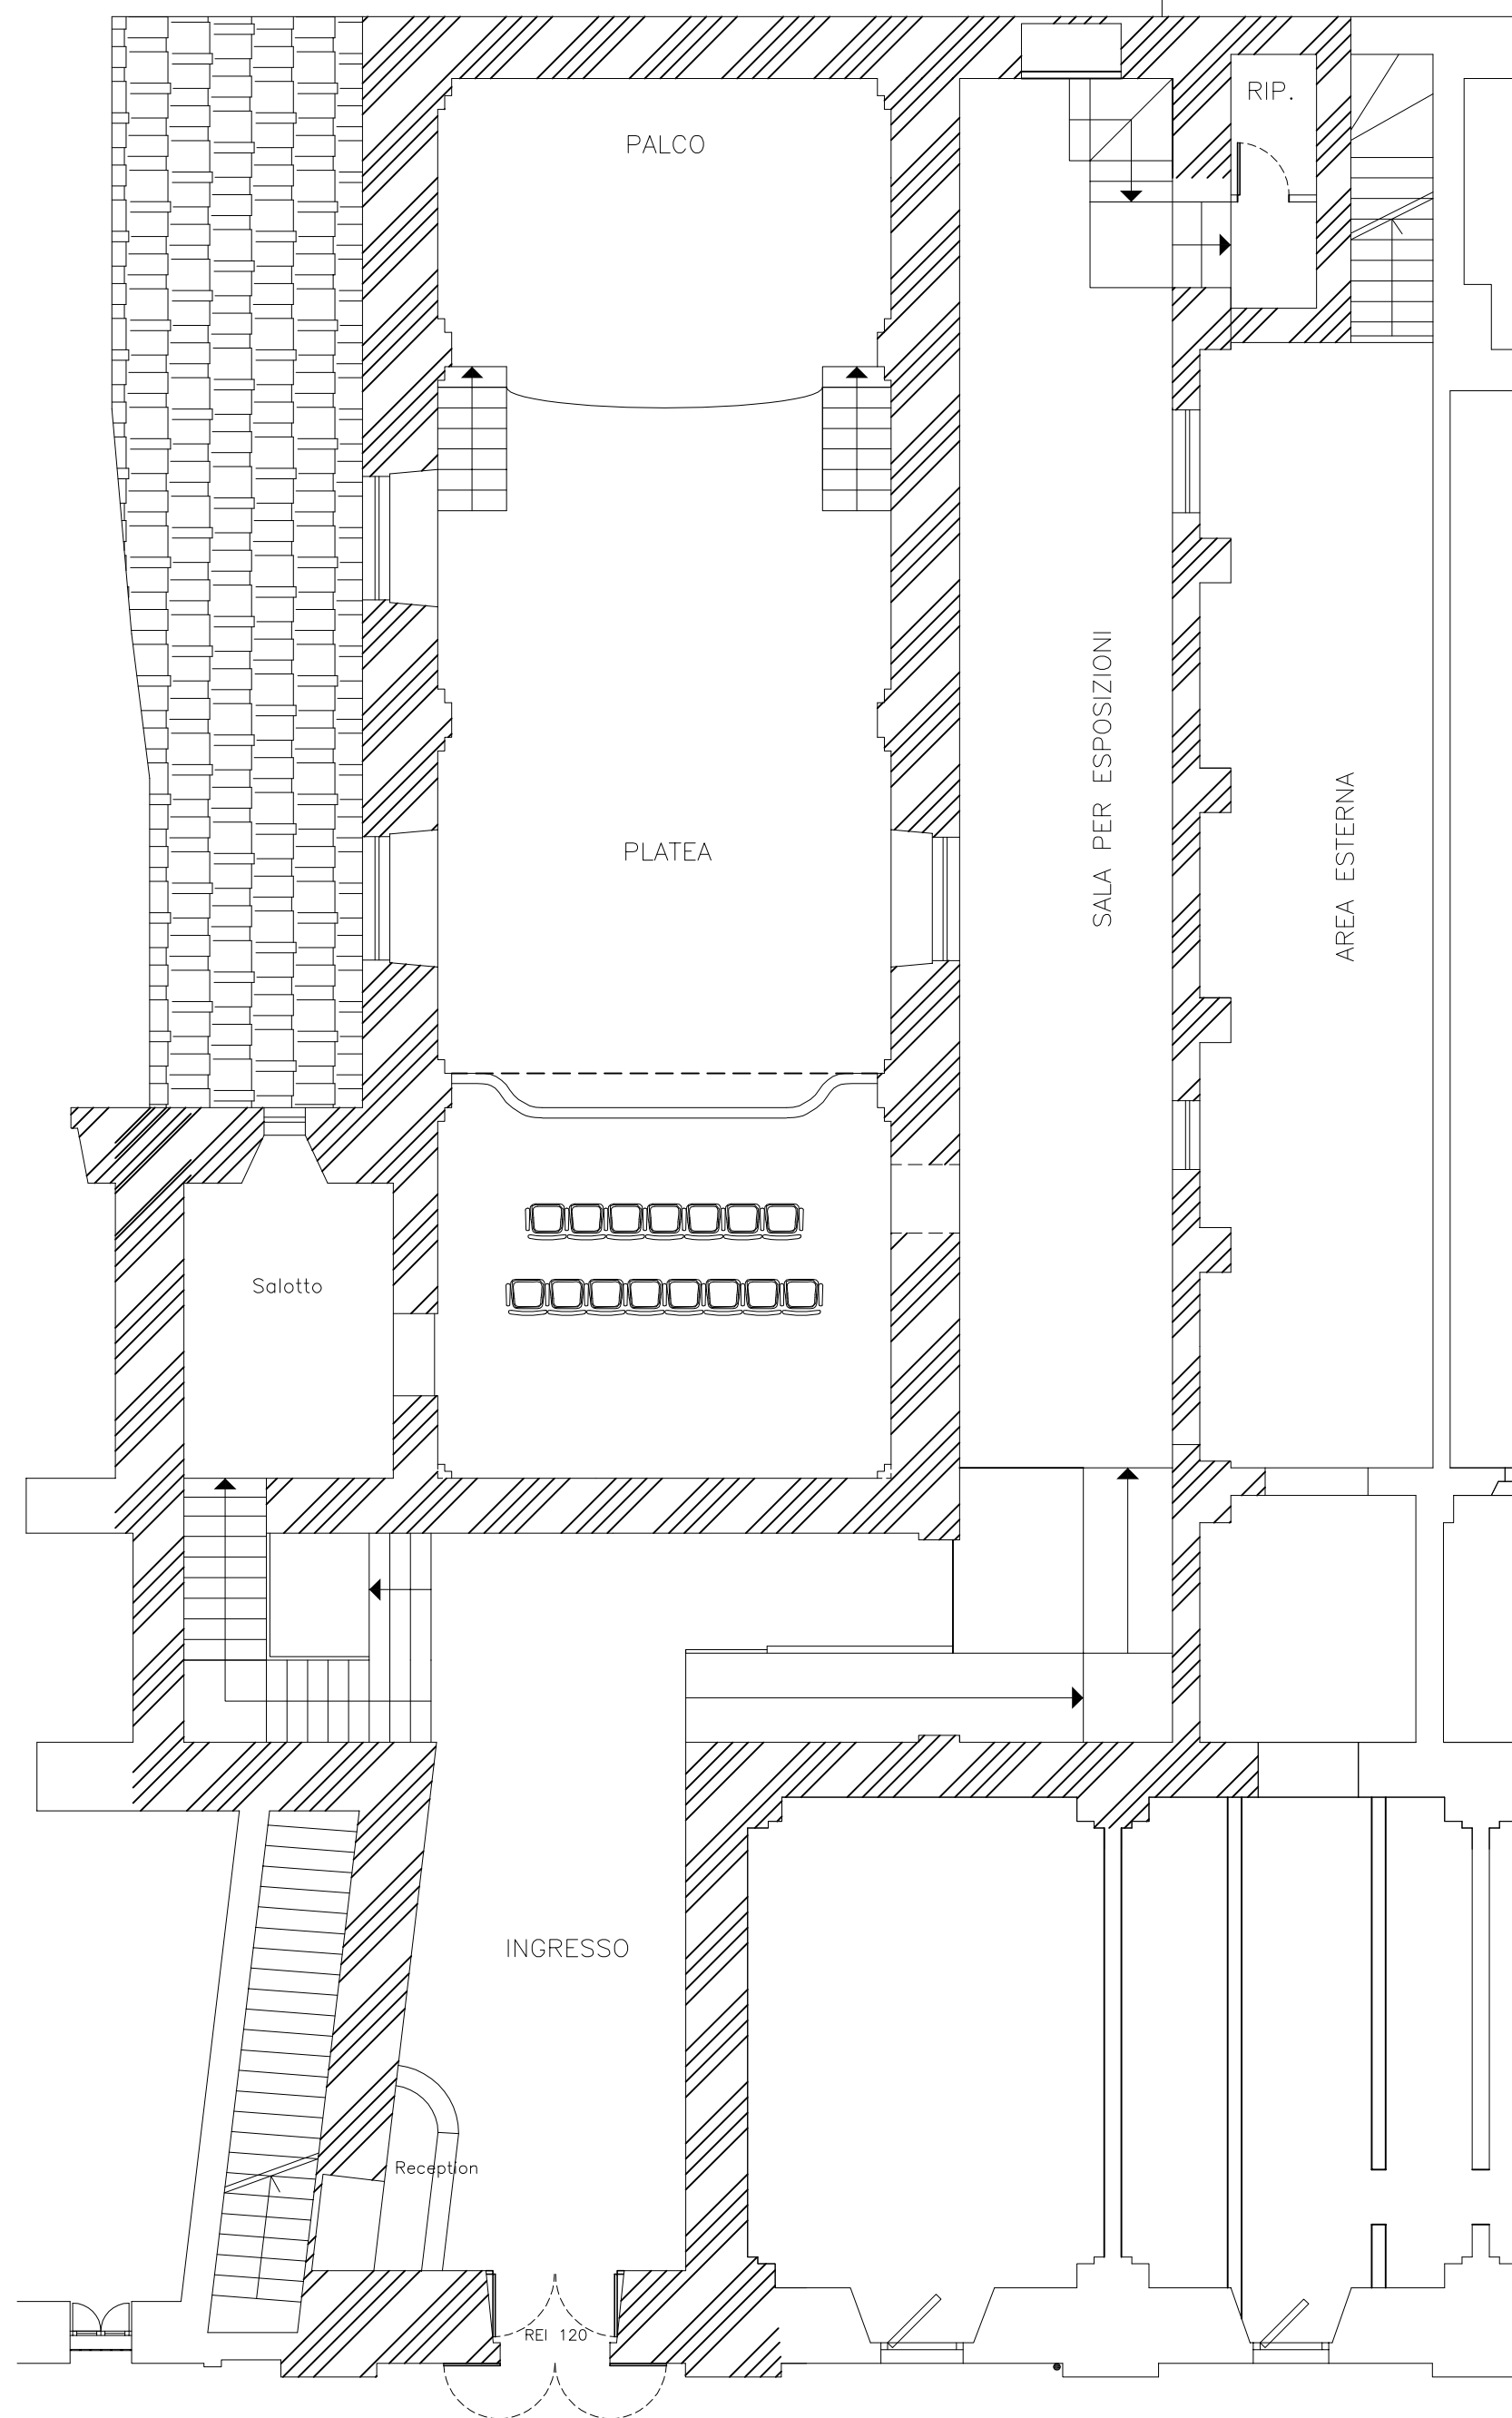 RIP.
PALCO
SALA PER ESPOSIZIONI
AREA ESTERNA
PLATEA
Salotto
INGRESSO
Reception
REI 120